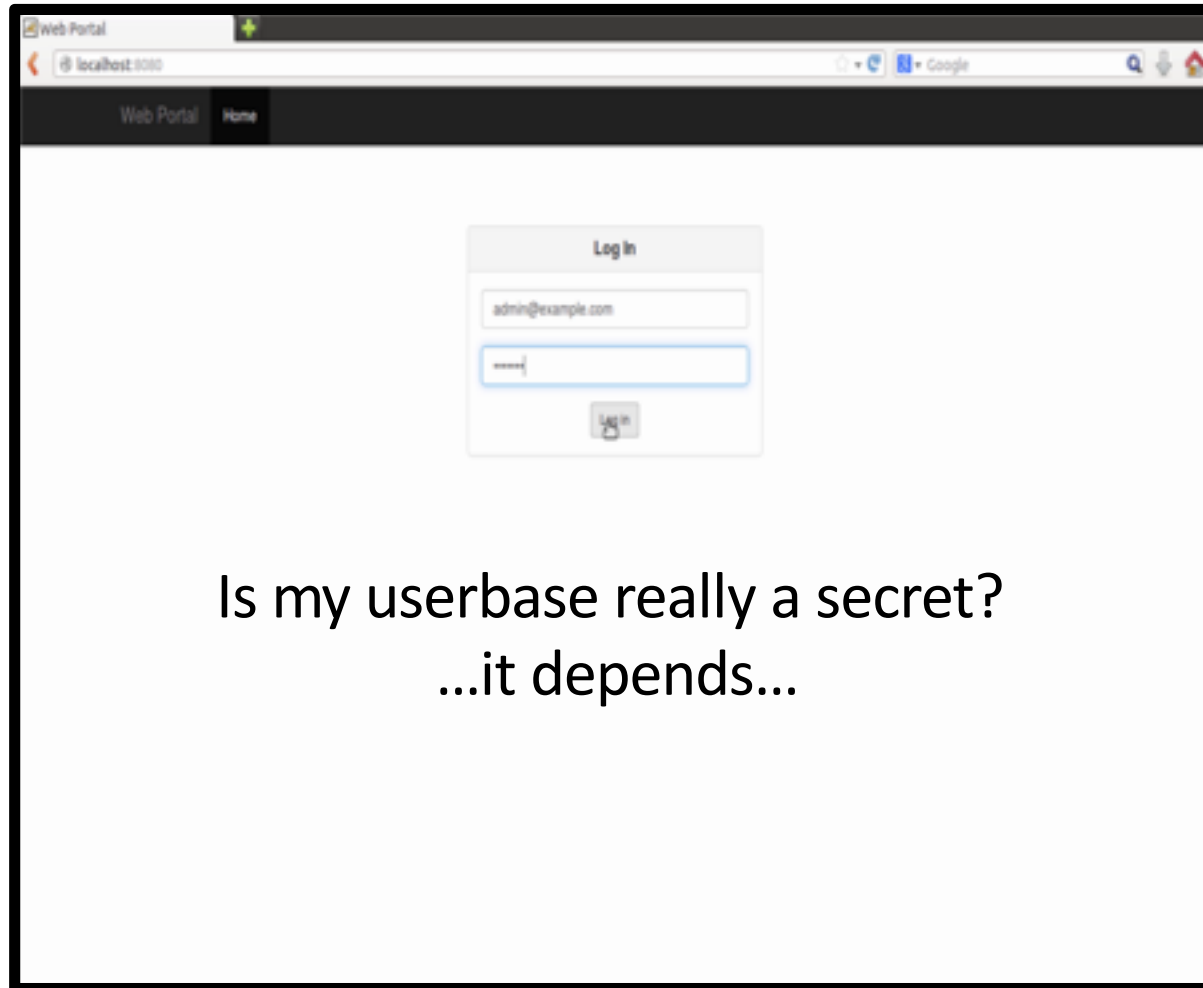 Web Portal
localhost:8080
Google
Web Portal Home
Log In
admin@example.com
Log in
Is my userbase really a secret?
...it depends...